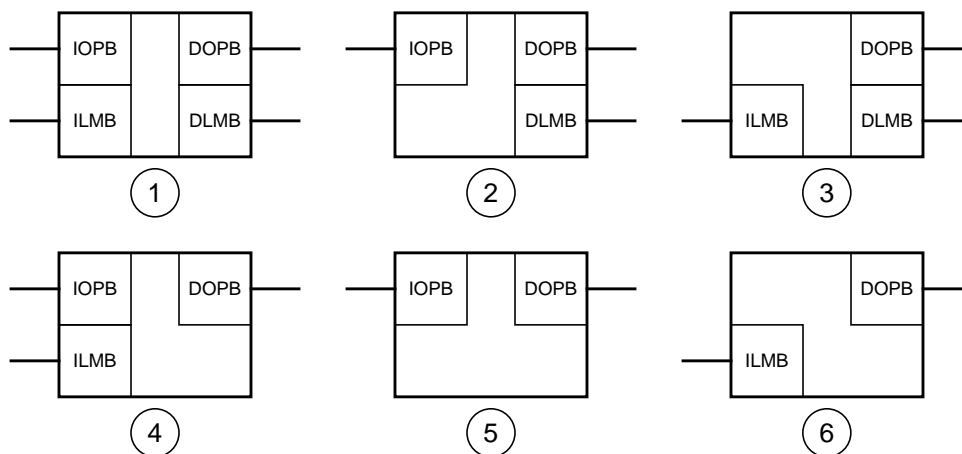 IOPB DOPB IOPB DOPB DOPB
ILMB DLMB DLMB ILMB DLMB
1 2 3
IOPB DOPB IOPB DOPB DOPB
ILMB ILMB
4 5 6